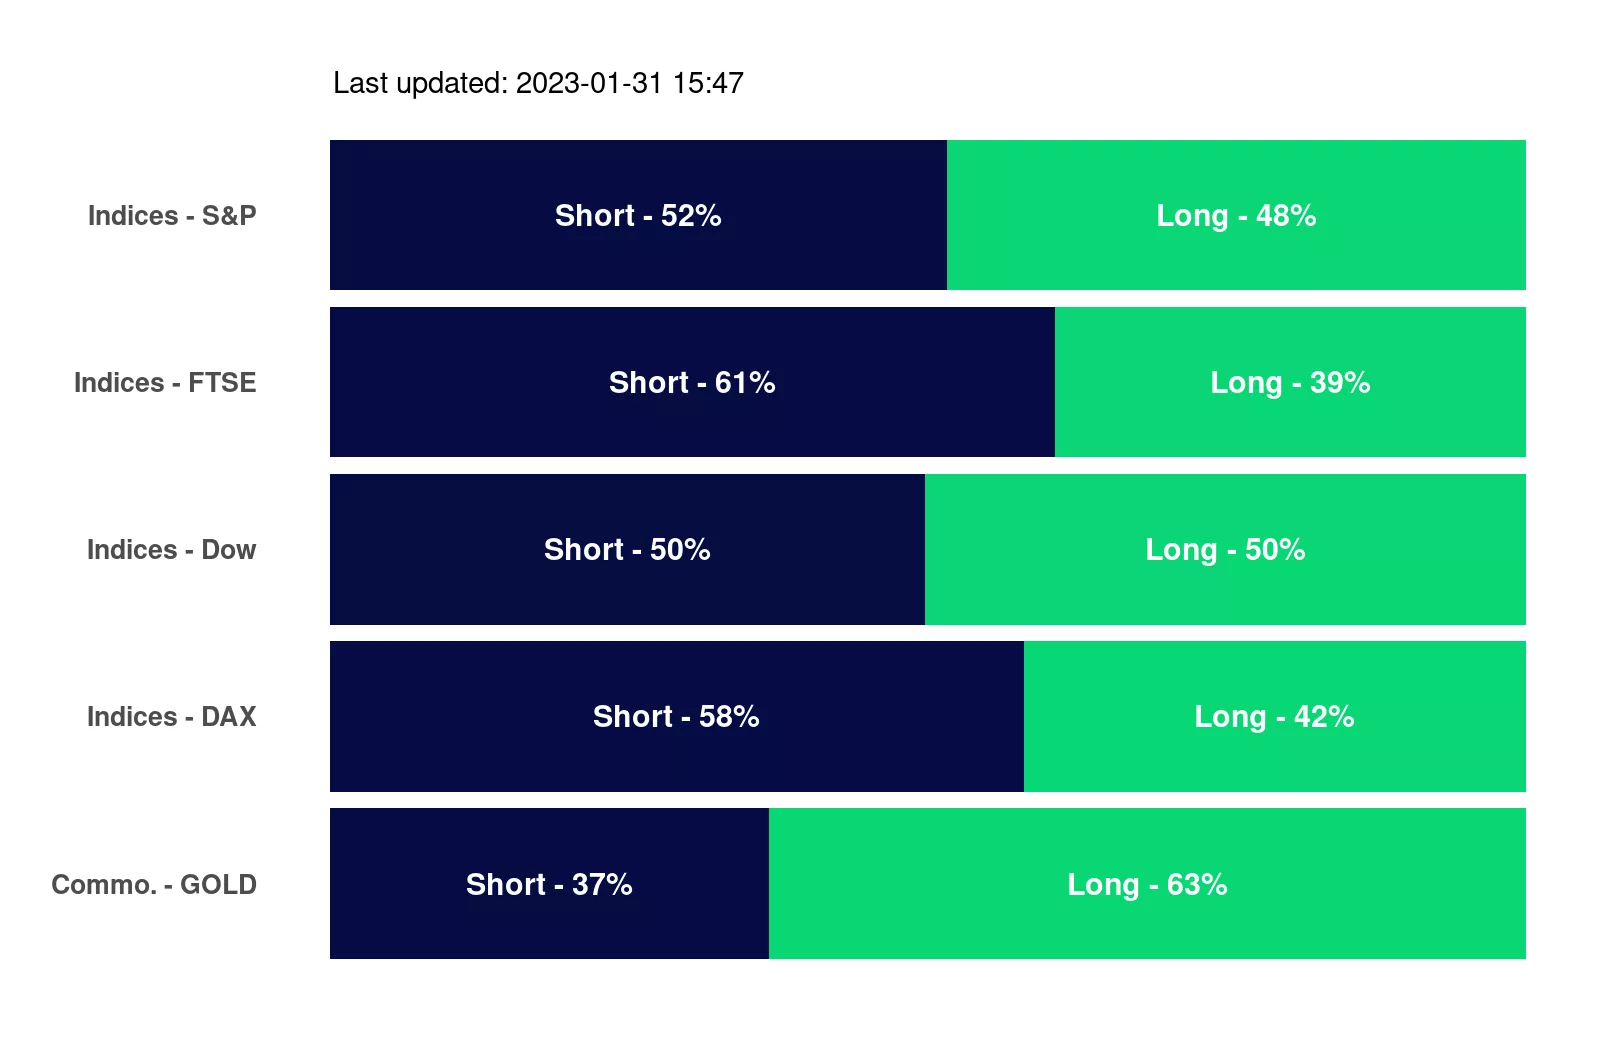 Last updated: 2023-01-31 15:47
Indices - S&P Short - 52% Long - 48%
Indices - FTSE Short - 61% Long - 39%
Indices - Dow Short - 50% Long - 50%
Indices - DAX Short - 58% Long - 42%
Commo. - GOLD Short - 37% Long - 63%